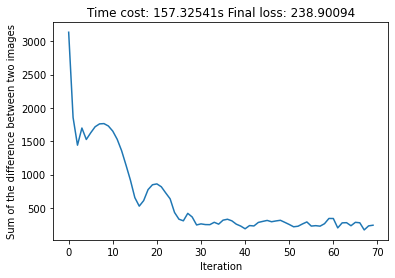 Time cost: 157.32541s Final loss: 238.90094
Sum of the difference between two images
3000
2500
2000
1500
1000
500
0 10 20 30 40 50 60 70
Iteration